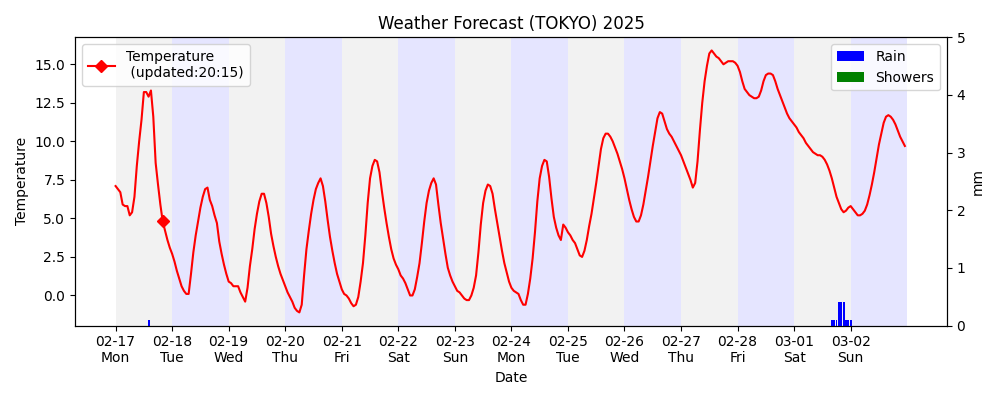 Weather Forecast (TOKYO) 2025
Temperature
(updated:20:15)
Rain
Showers
Temperature
15.0
12.5
10.0
7.5
5.0
2.5
0.0
5
4
3
2
1
0
mm
02-17 02-18 02-19 02-20 02-21 02-22 02-23 02-24 02-25 02-26 02-27 02-28 03-01 03-02
Mon Tue Wed Thu Fri Sat Sun Mon Tue Wed Thu Fri Sat Sun
Date